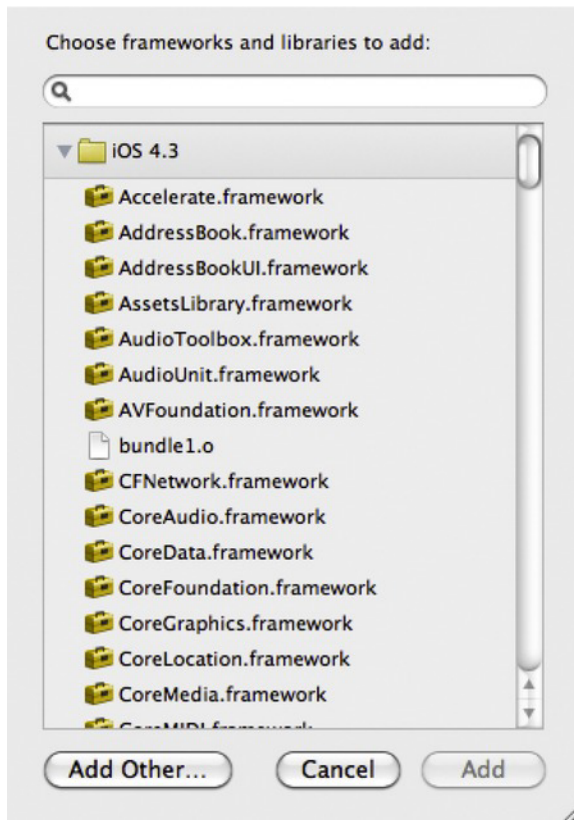 Choose frameworks and libraries to add:
iOS 4.3
Accelerate.framework
AddressBook.framework
AddressBookUI.framework
AssetsLibrary.framework
AudioToolbox.framework
AudioUnit.framework
AVFoundation.framework
bundle1.o
CFNetwork.framework
CoreAudio.framework
CoreData.framework
CoreFoundation.framework
CoreGraphics.framework
CoreLocation.framework
CoreMedia.framework
CoreMIDI.framework
Add Other... Cancel Add